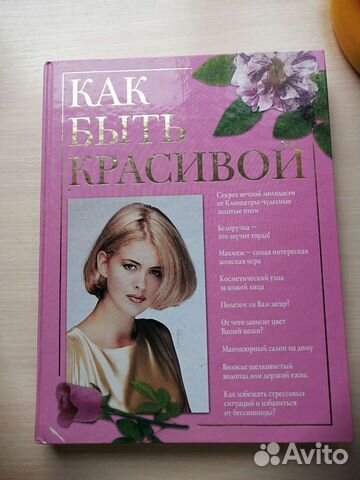 КАК
БЫТЬ
КРАСИВОЙ
Секрет вечной молодости
от Клеопатры: чудесные
золотые нити
Белоручка –
это звучит гордо!
Макияж – самая интересная
женская игра
Косметический уход
за кожей лица
Полезен ли Вам загар?
От чего зависит цвет
Вашей кожи?
Маникюрный салон на дому
Волосы: шелковистый
водопад или дерзкий ежик
Как избежать стрессовых
ситуаций и избавиться
от бессонницы?
Avito